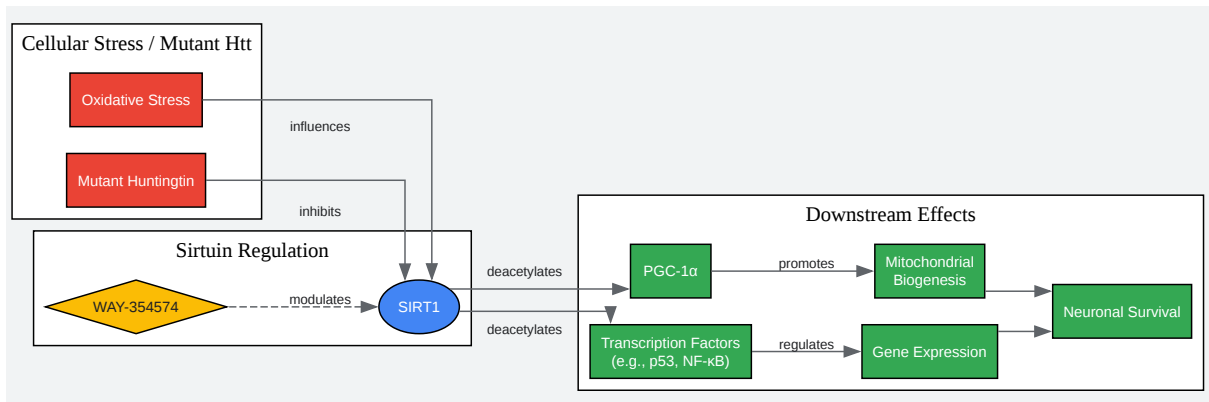 Cellular Stress / Mutant Htt
Oxidative Stress
influences
Mutant Huntingtin
inhibits
Sirtuin Regulation
WAY-354574
modulates
SIRT1
deacetylates
deacetylates
Downstream Effects
PGC-1α
promotes
Mitochondrial
Biogenesis
Transcription Factors
(e.g., p53, NF-κB)
regulates
Gene Expression
Neuronal Survival